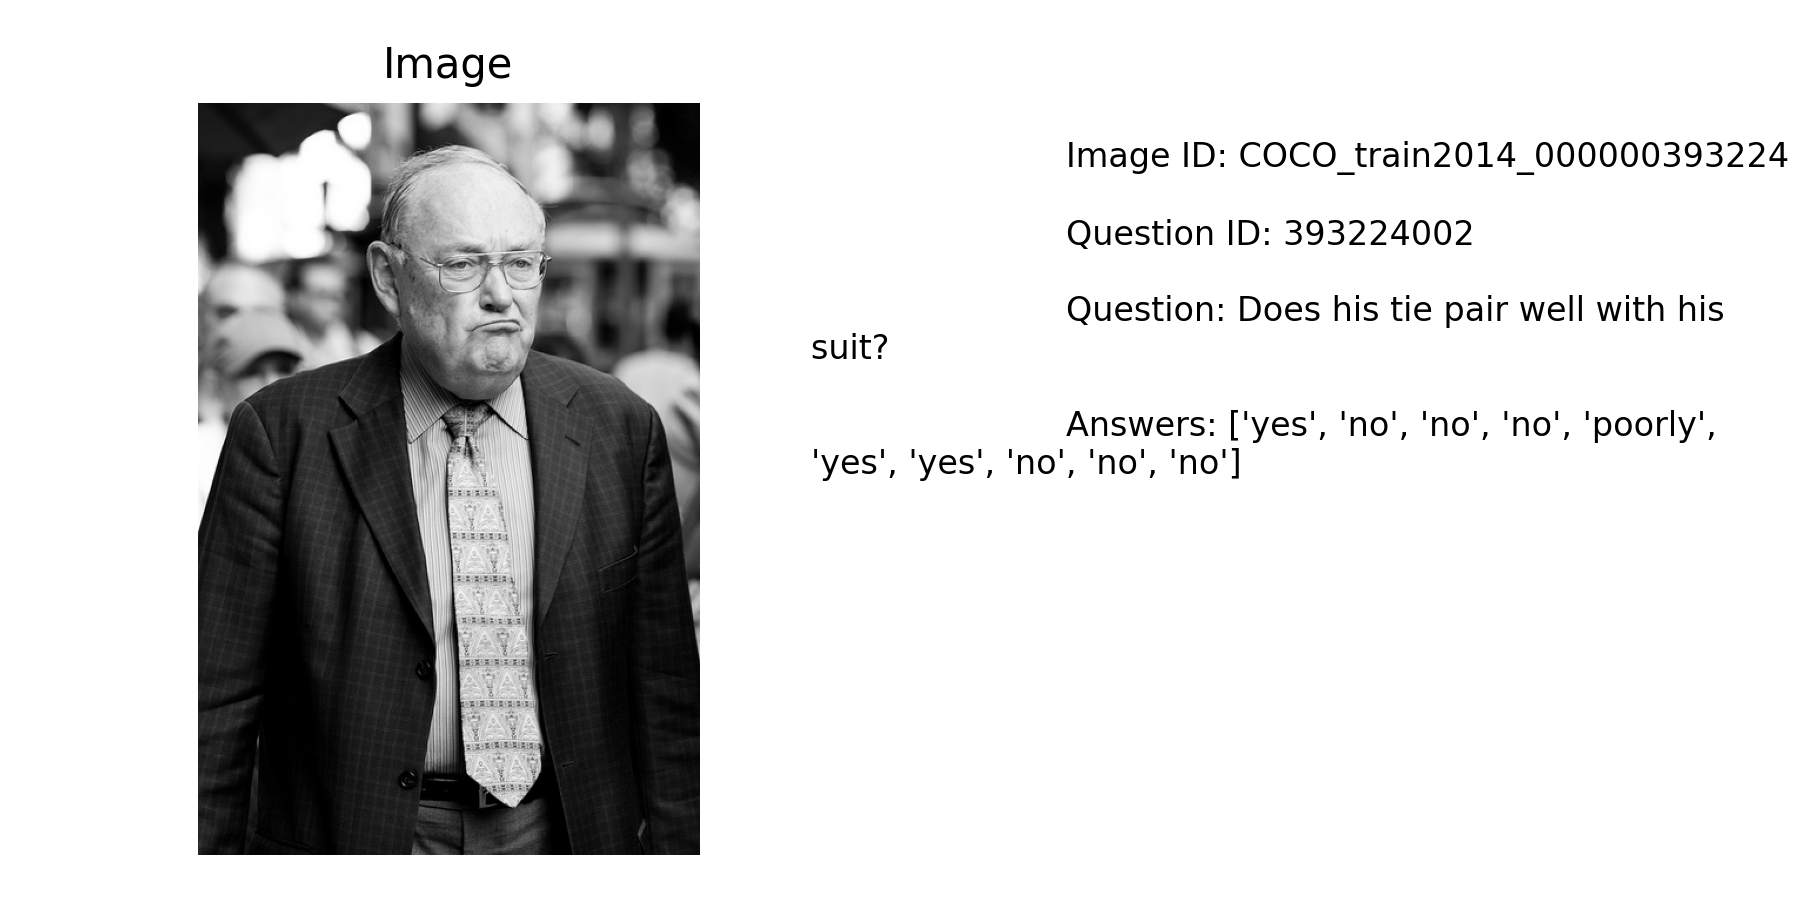 Image
Image ID: COCO_train2014_000000393224
Question ID: 393224002
Question: Does his tie pair well with his
suit?
Answers: ['yes', 'no', 'no', 'no', 'poorly',
'yes', 'yes', 'no', 'no', 'no']